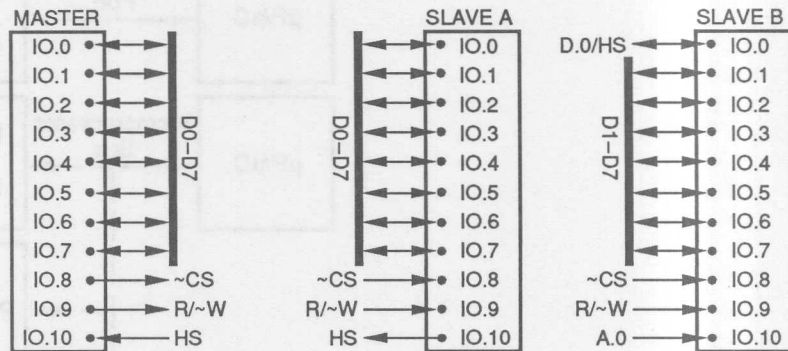 MASTER
IO.0
IO.1
IO.2
IO.3
IO.4
IO.5
IO.6
IO.7
IO.8
IO.9
IO.10
D0–D7
~CS
R/~W
HS
SLAVE A
D0–D7
~CS
R/~W
HS
IO.0
IO.1
IO.2
IO.3
IO.4
IO.5
IO.6
IO.7
IO.8
IO.9
IO.10
SLAVE B
D.0/HS
D1–D7
~CS
R/~W
A.0
IO.0
IO.1
IO.2
IO.3
IO.4
IO.5
IO.6
IO.7
IO.8
IO.9
IO.10